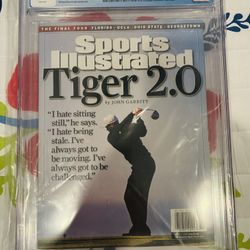 THE FINAL FOUR FLORIDA • UCLA • OHIO STATE • GEORGETOWN
Sports
Illustrated
Tiger 2.0
by JOHN GARRITY
“I hate sitting
still,” he says.
“I hate being
stale. I’ve
always got to
be moving. I’ve
always got to be
challenged.”